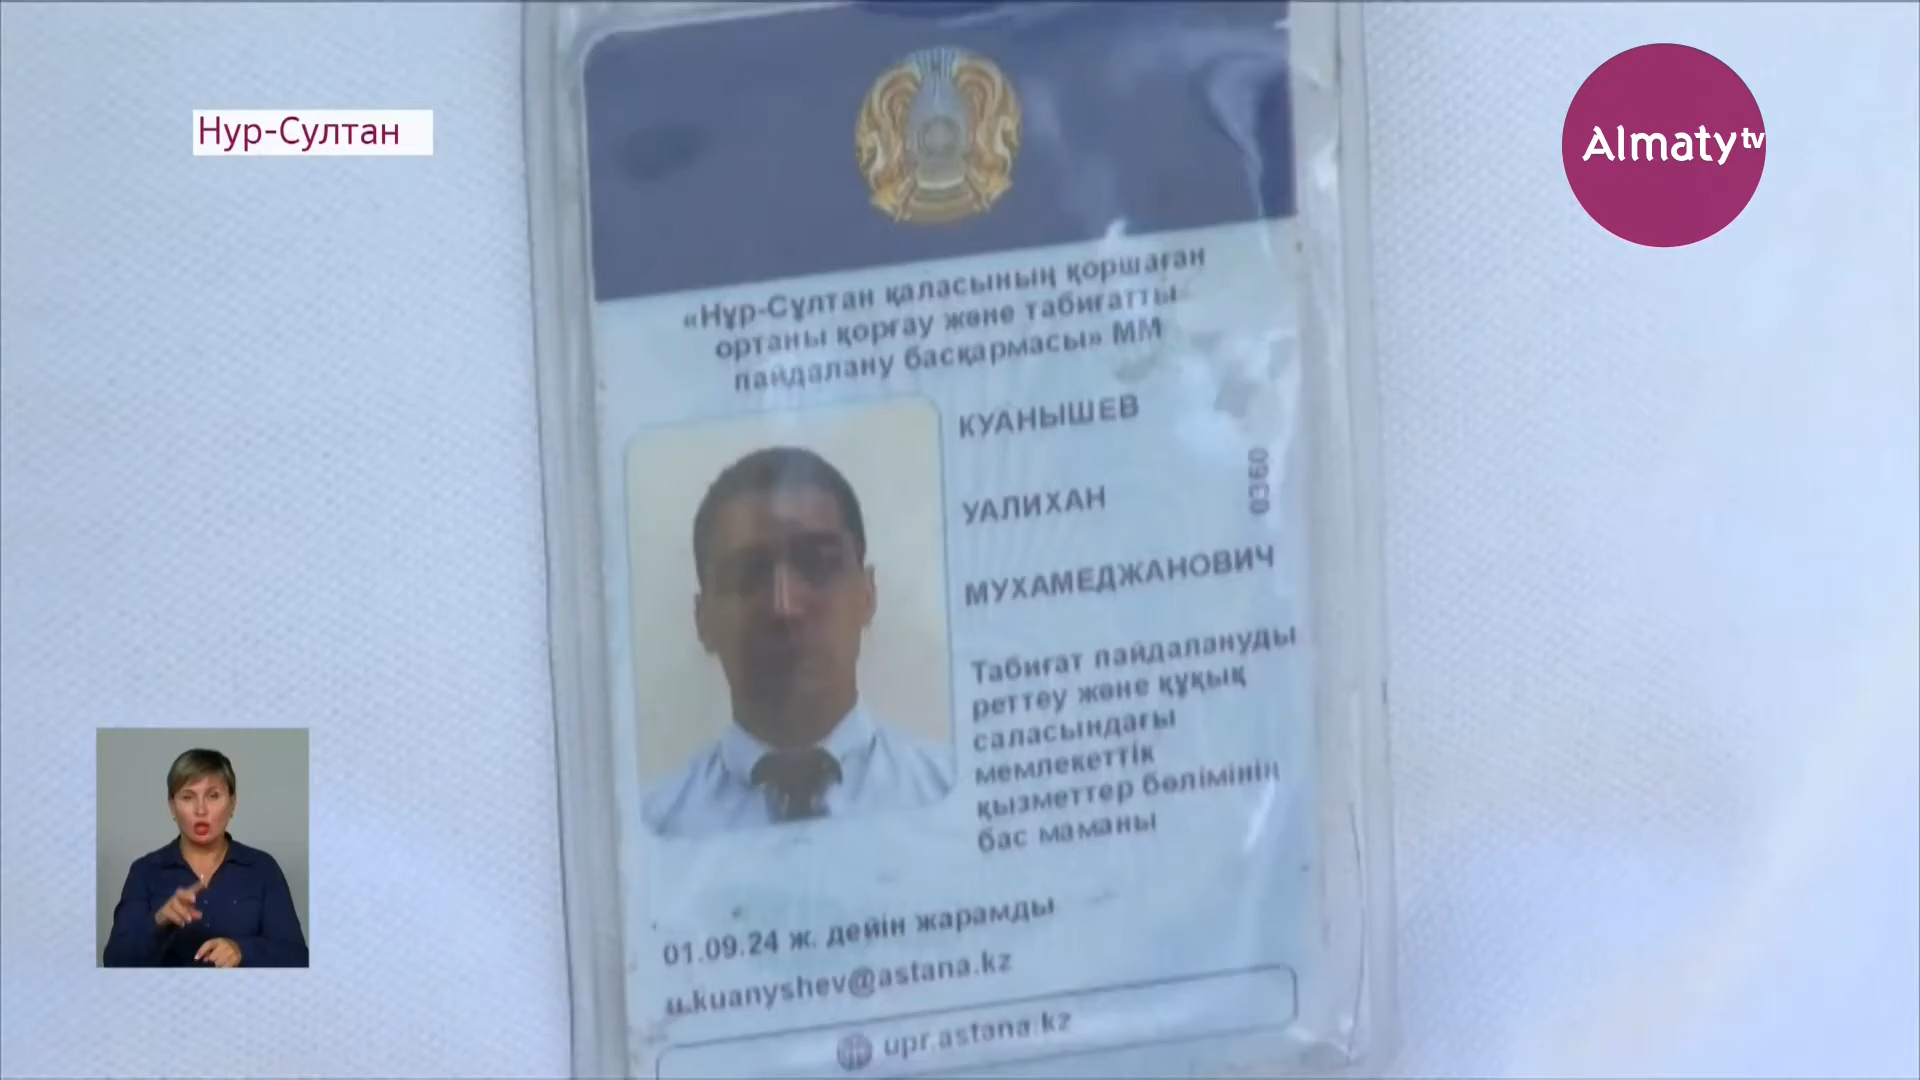 Нур-Султан
Almaty tv
«Нұр-Сұлтан қаласының қоршаған
ортаны қорғау және табиғатты
пайдалану басқармасы» ММ
КУАНЫШЕВ
УАЛИХАН
МУХАМЕДЖАНОВИЧ
0360
Табиғат пайдалануды
реттеу және құқық
саласындағы
мемлекеттік
қызметтер бөлімінің
бас маманы
01.09.24 ж. дейін жарамды
u.kuanyshev@astana.kz
upr.astana.kz